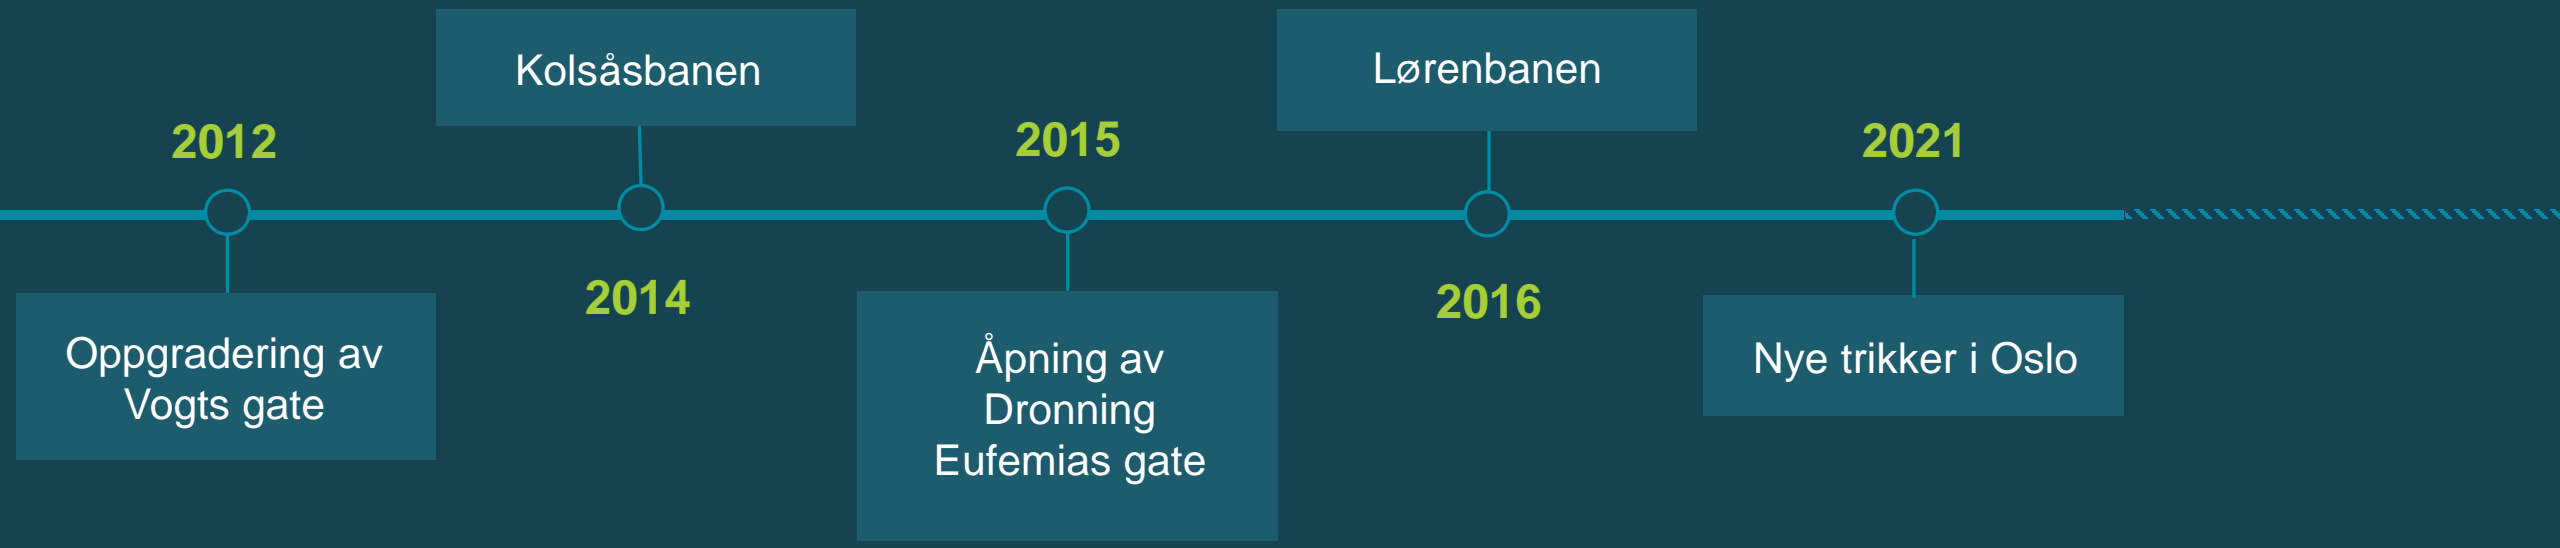 2012
Oppgradering av
Vogts gate
Kolsåsbanen
2014
2015
Åpning av
Dronning
Eufemias gate
Lørenbanen
2016
2021
Nye trikker i Oslo